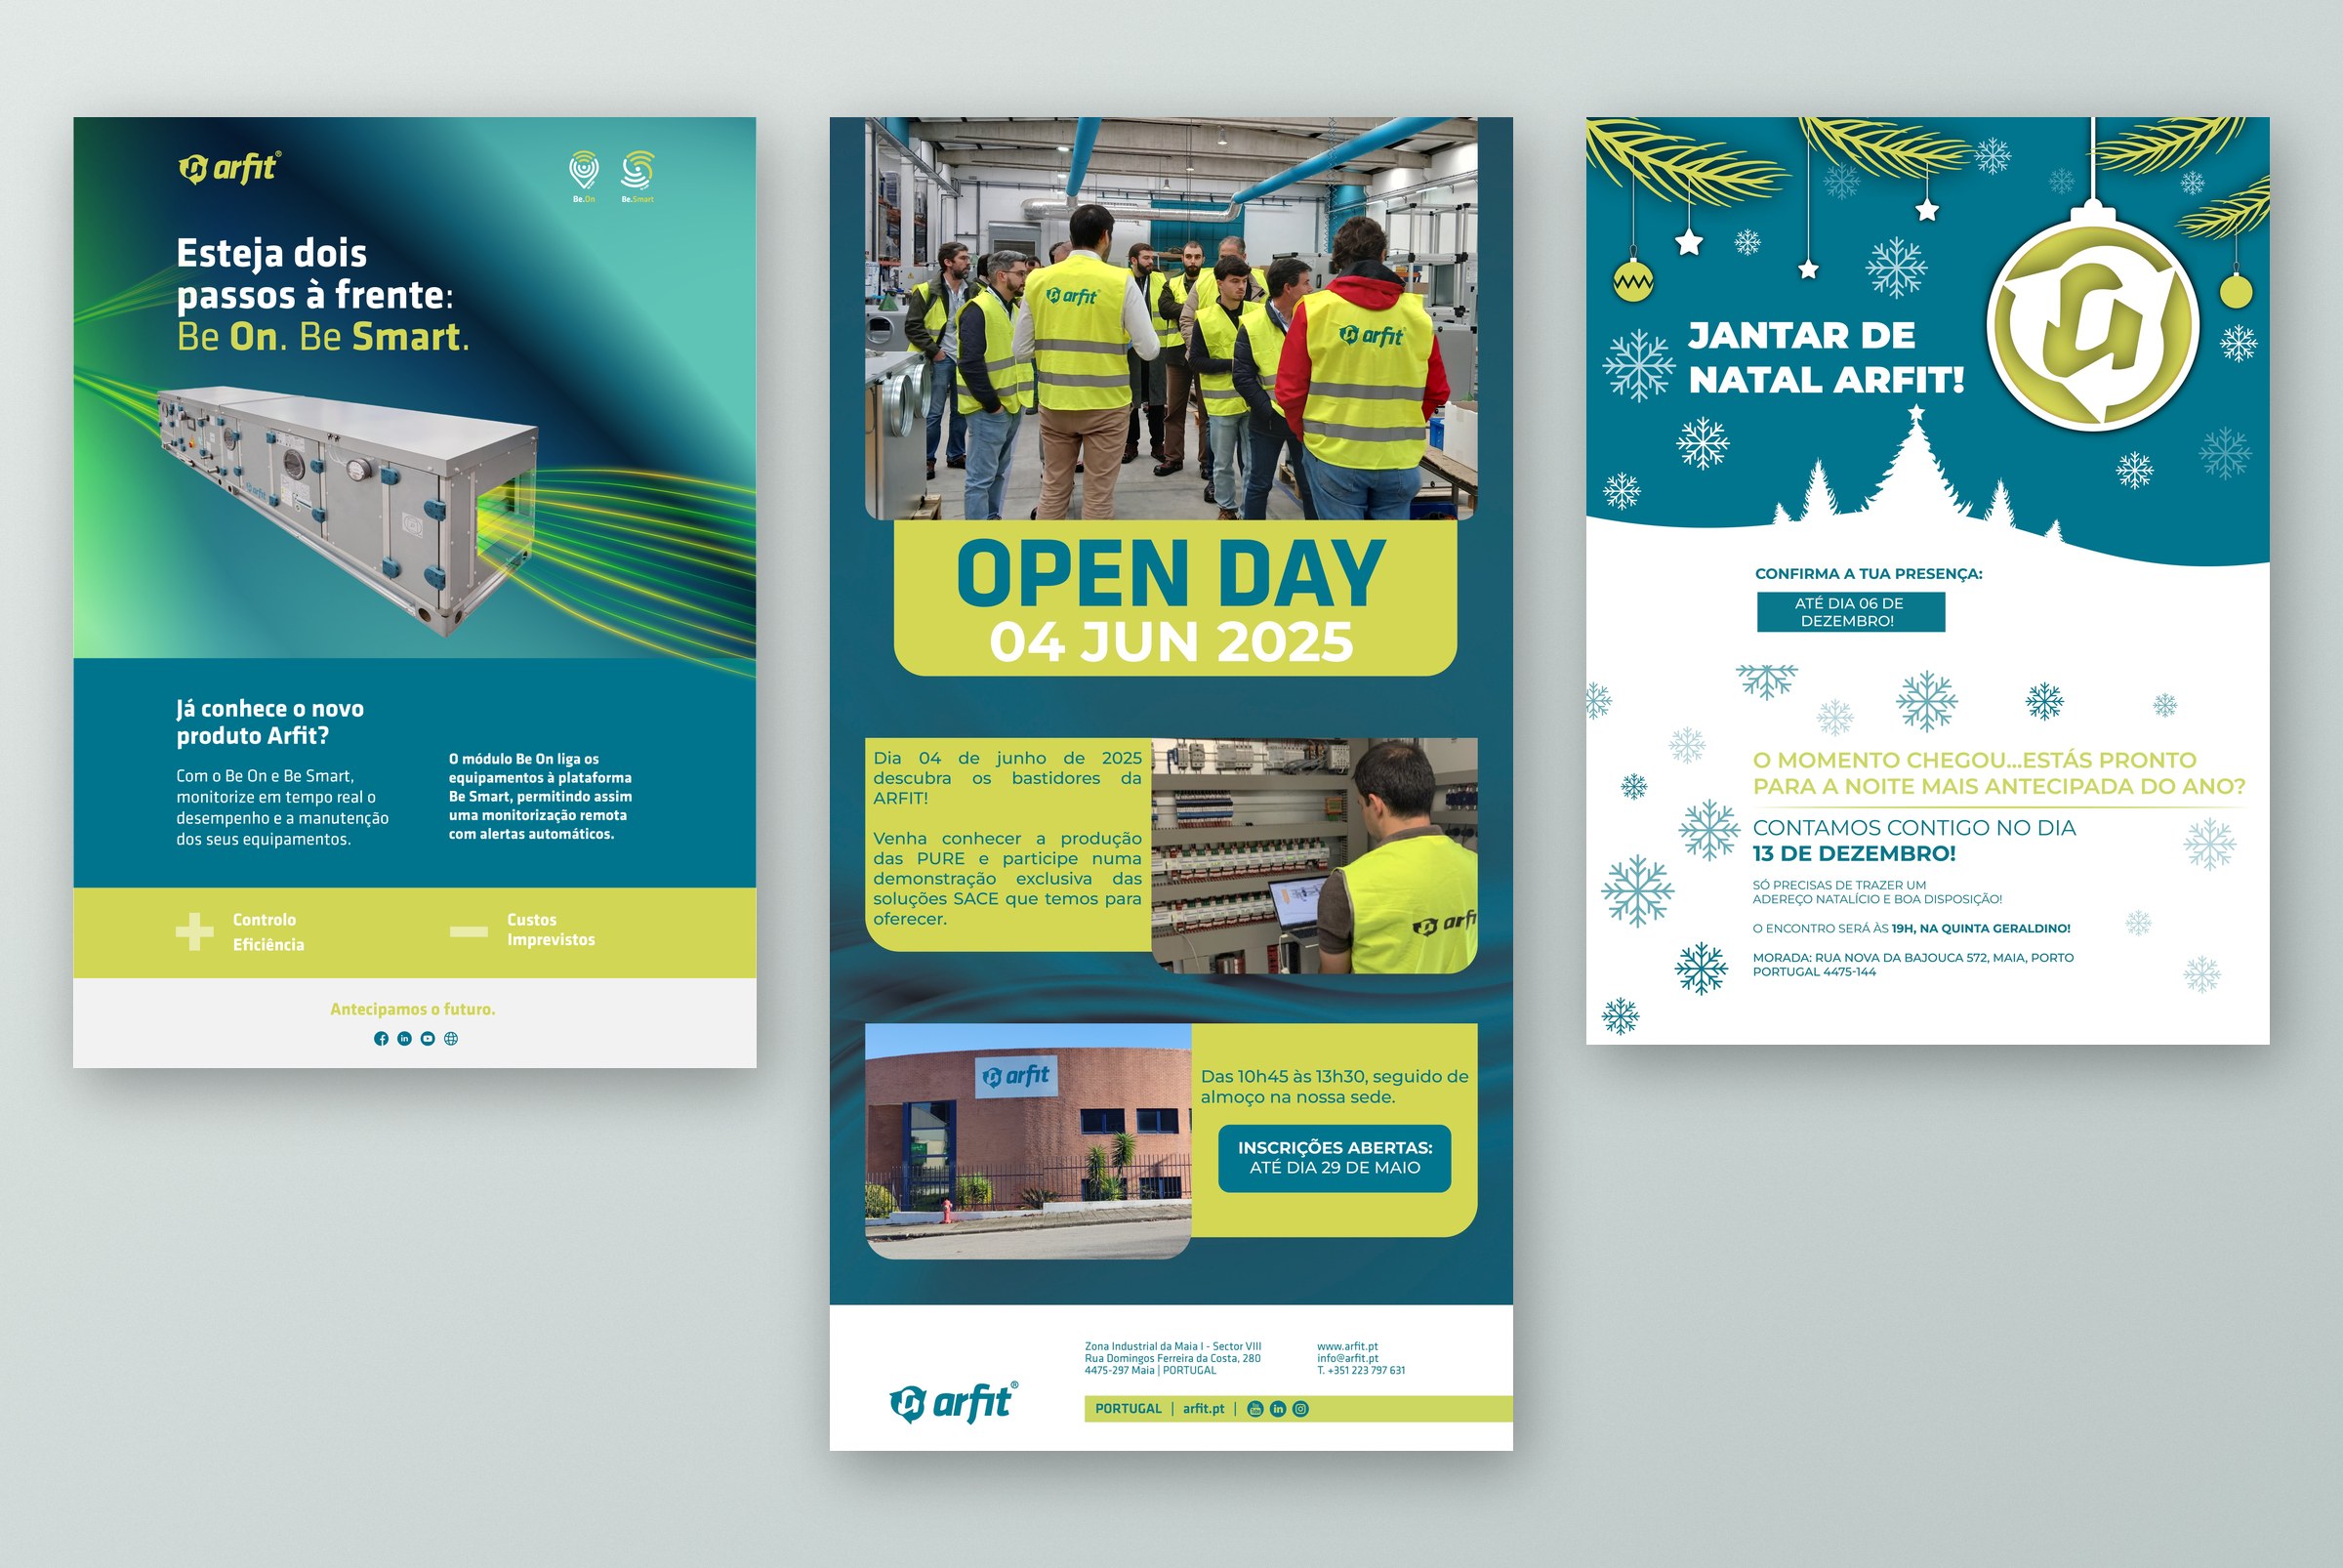 arfit®
Be.On
Be.Smart
Esteja dois
passos à frente:
Be On. Be Smart.
arfit
Já conhece o novo
produto Arfit?
Com o Be On e Be Smart,
monitorize em tempo real o
desempenho e a manutenção
dos seus equipamentos.
O módulo Be On liga os
equipamentos à plataforma
Be Smart, permitindo assim
uma monitorização remota
com alertas automáticos.
Controlo
Eficiência
Custos
Imprevistos
Antecipamos o futuro.
arfit
arfit
OPEN DAY
04 JUN 2025
Dia 04 de junho de 2025
descubra os bastidores da
ARFIT!
Venha conhecer a produção
das PURE e participe numa
demonstração exclusiva das
soluções SACE que temos para
oferecer.
arfi
arfit
Das 10h45 às 13h30, seguido de
almoço na nossa sede.
INSCRIÇÕES ABERTAS:
ATÉ DIA 29 DE MAIO
arfit®
Zona Industrial da Maia I - Sector VIII
Rua Domingos Ferreira da Costa, 280
4475-297 Maia | PORTUGAL
www.arfit.pt
info@arfit.pt
T. +351 223 797 631
PORTUGAL | arfit.pt |
JANTAR DE
NATAL ARFIT!
CONFIRMA A TUA PRESENÇA:
ATÉ DIA 06 DE
DEZEMBRO!
O MOMENTO CHEGOU...ESTÁS PRONTO
PARA A NOITE MAIS ANTECIPADA DO ANO?
CONTAMOS CONTIGO NO DIA
13 DE DEZEMBRO!
SÓ PRECISAS DE TRAZER UM
ADEREÇO NATALÍCIO E BOA DISPOSIÇÃO!
O ENCONTRO SERÁ ÀS 19H, NA QUINTA GERALDINO!
MORADA: RUA NOVA DA BAJOUCA 572, MAIA, PORTO
PORTUGAL 4475-144